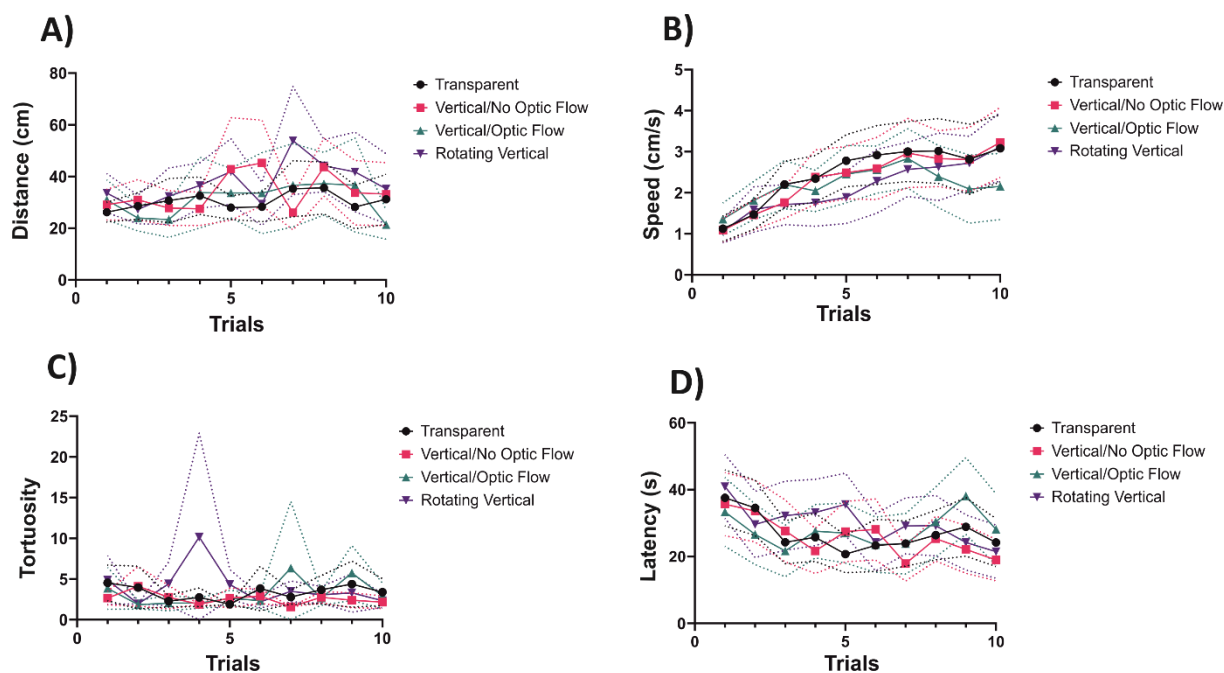 A)
Distance (cm)
80
60
40
20
0
0
5
10
Trials
Transparent
Vertical/No Optic Flow
Vertical/Optic Flow
Rotating Vertical
B)
Speed (cm/s)
5
4
3
2
1
0
0
5
10
Trials
Transparent
Vertical/No Optic Flow
Vertical/Optic Flow
Rotating Vertical
C)
Tortuosity
25
20
15
10
5
0
0
5
10
Trials
Transparent
Vertical/No Optic Flow
Vertical/Optic Flow
Rotating Vertical
D)
Latency (s)
60
40
20
0
0
5
10
Trials
Transparent
Vertical/No Optic Flow
Vertical/Optic Flow
Rotating Vertical